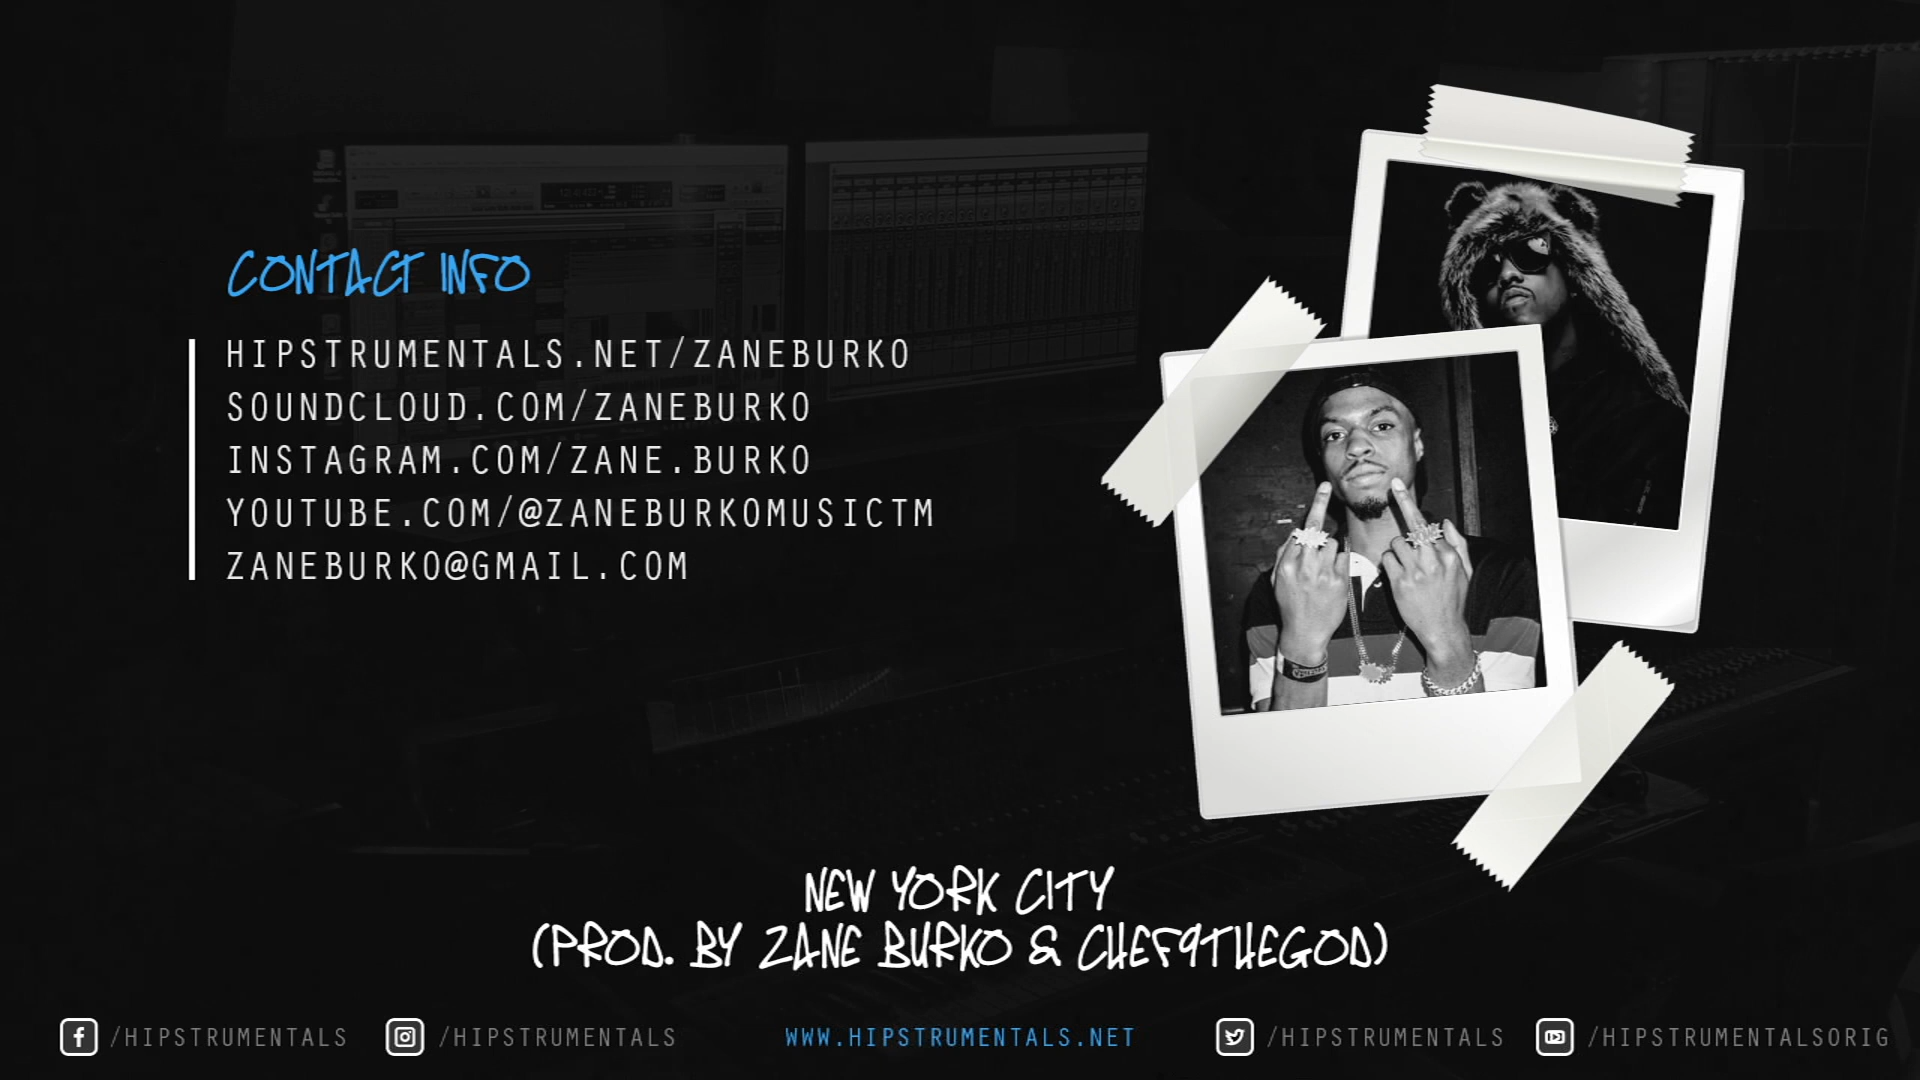 CONTACT INFO
HIPSTRUMENTALS.NET/ZANEBURKO
SOUNDCLOUD.COM/ZANEBURKO
INSTAGRAM.COM/ZANE.BURKO
YOUTUBE.COM/@ZANEBURKOMUSICTM
ZANEBURKO@GMAIL.COM
NEW YORK CITY
(PROD. BY ZANE BURKO & CHEF9THEGOD)
/HIPSTRUMENTALS
/HIPSTRUMENTALS
WWW.HIPSTRUMENTALS.NET
/HIPSTRUMENTALS
/HIPSTRUMENTALSORIG